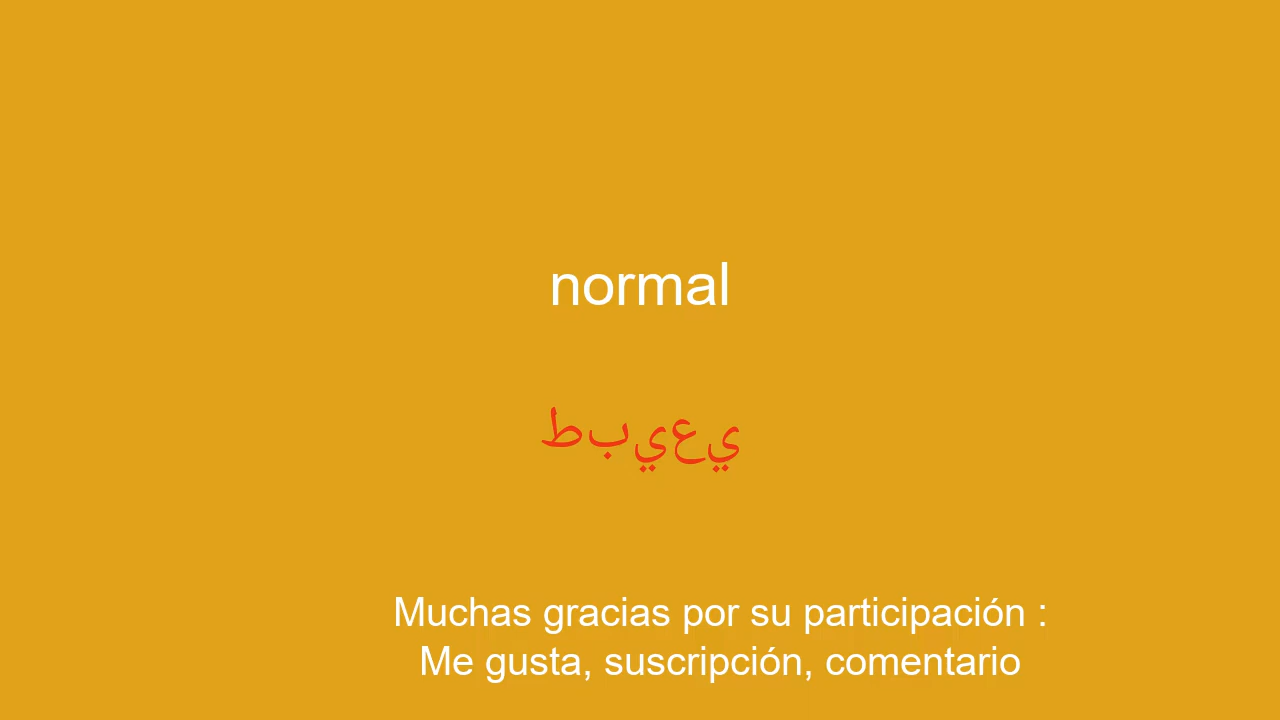 normal
طبيعي
Muchas gracias por su participación :
Me gusta, suscripción, comentario